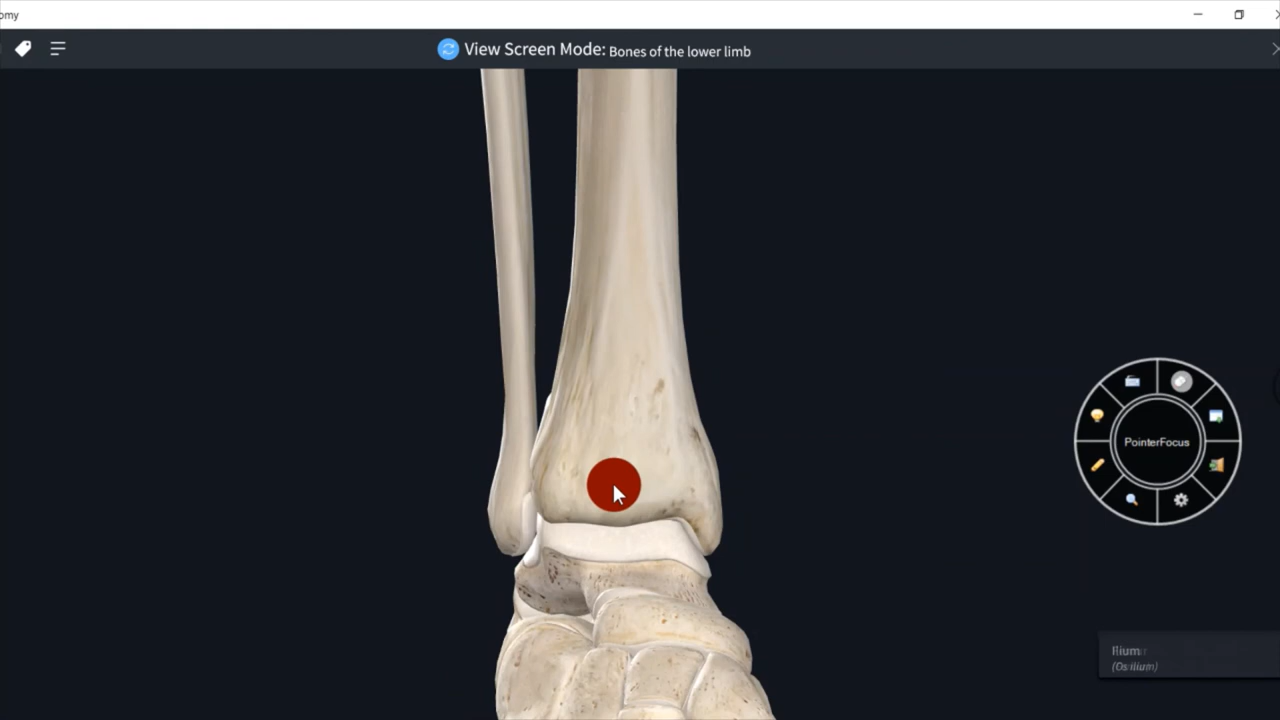 omy
View Screen Mode: Bones of the lower limb
PointerFocus
Ilium
(Os ilium)